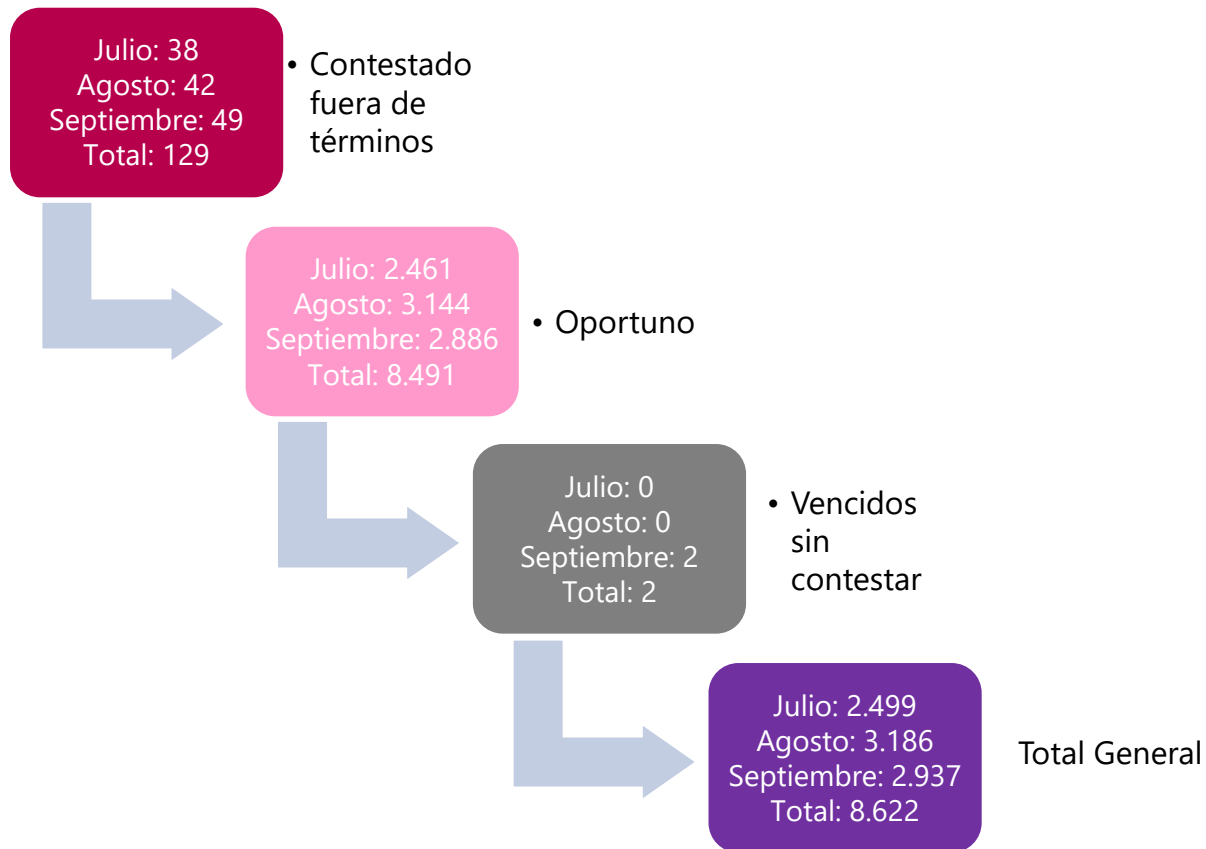 Julio: 38
Agosto: 42
Septiembre: 49
Total: 129
• Contestado
fuera de
términos
Julio: 2.461
Agosto: 3.144
Septiembre: 2.886
Total: 8.491
• Oportuno
Julio: 0
Agosto: 0
Septiembre: 2
Total: 2
• Vencidos
sin
contestar
Julio: 2.499
Agosto: 3.186
Septiembre: 2.937
Total: 8.622
Total General